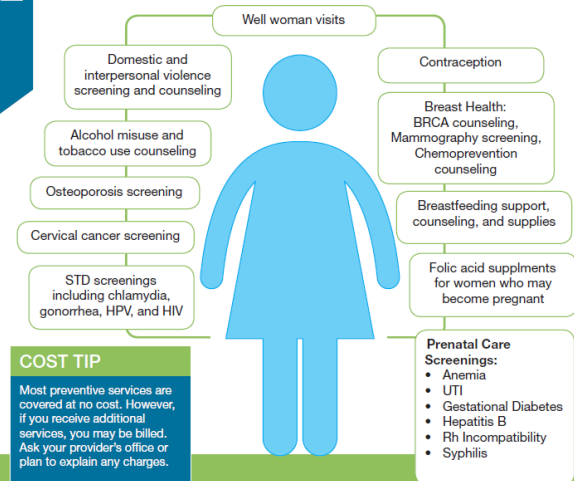 Well woman visits
Domestic and
interpersonal violence
screening and counseling
Alcohol misuse and
tobacco use counseling
Osteoporosis screening
Cervical cancer screening
STD screenings
including chlamydia,
gonorrhea, HPV, and HIV
Contraception
Breast Health:
BRCA counseling,
Mammography screening,
Chemoprevention
counseling
Breastfeeding support,
counseling, and supplies
Folic acid supplments
for women who may
become pregnant
Prenatal Care
Screenings:
• Anemia
• UTI
• Gestational Diabetes
• Hepatitis B
• Rh Incompatibility
• Syphilis
COST TIP
Most preventive services are
covered at no cost. However,
if you receive additional
services, you may be billed.
Ask your provider's office or
plan to explain any charges.